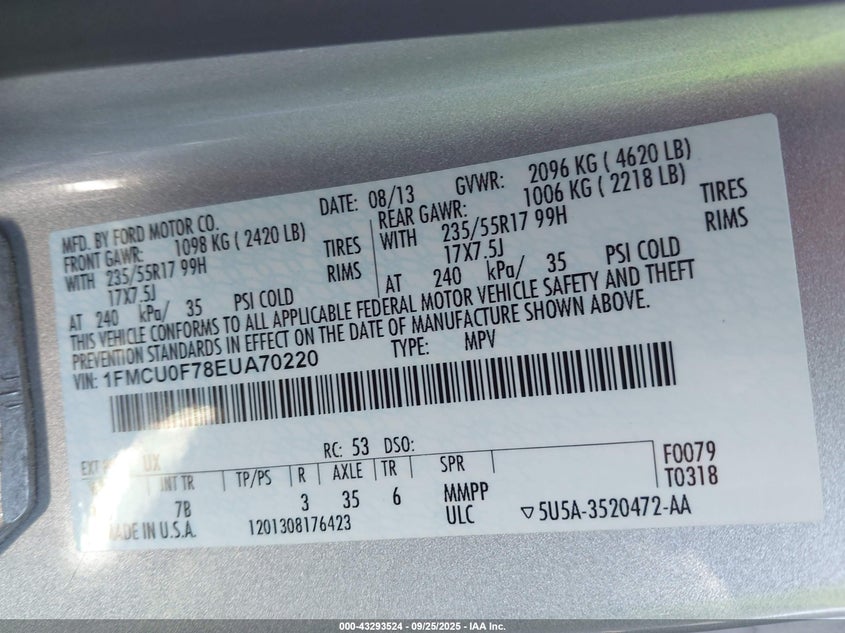 MFD. BY FORD MOTOR CO. DATE: 08/13 GVWR: 2096 KG ( 4620 LB)
FRONT GAWR: 1098 KG ( 2420 LB) REAR GAWR: 1006 KG ( 2218 LB)
WITH 235/55R17 99H TIRES WITH 235/55R17 99H TIRES
17X7.5J RIMS 17X7.5J RIMS
AT 240 kPa/ 35 PSI COLD AT 240 kPa/ 35 PSI COLD
THIS VEHICLE CONFORMS TO ALL APPLICABLE FEDERAL MOTOR VEHICLE SAFETY AND THEFT
PREVENTION STANDARDS IN EFFECT ON THE DATE OF MANUFACTURE SHOWN ABOVE.
VIN: 1FMCU0F78EUA70220 TYPE: MPV
EXT UX RC: 53 DSO:
INT TR TP/PS R AXLE TR SPR F0079
7B 3 35 6 MMPP T0318
MADE IN U.S.A. 1201308176423 ULC ▽5U5A-3520472-AA
000-43293524 | 09/25/2025 - IAA Inc.